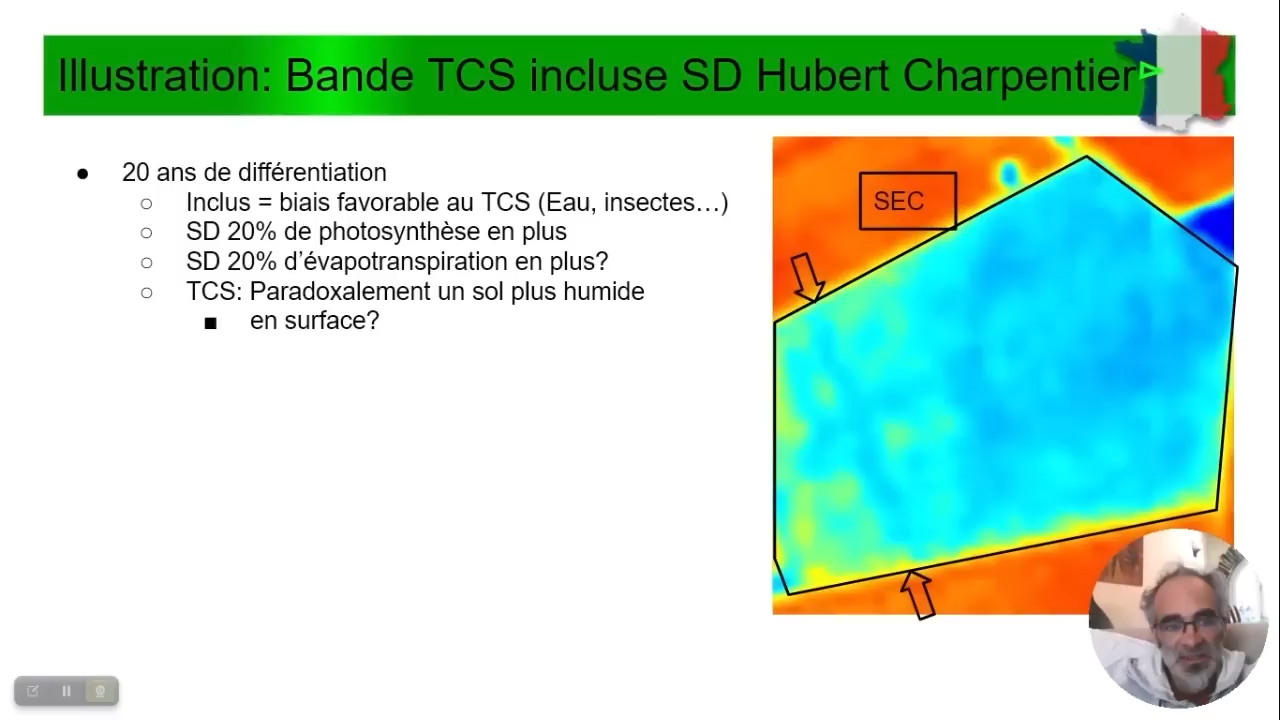 Illustration: Bande TCS incluse SD Hubert Charpentier
● 20 ans de différentiation
○ Inclus = biais favorable au TCS (Eau, insectes…)
○ SD 20% de photosynthèse en plus
○ SD 20% d’évapotranspiration en plus?
○ TCS: Paradoxalement un sol plus humide
■ en surface?
SEC